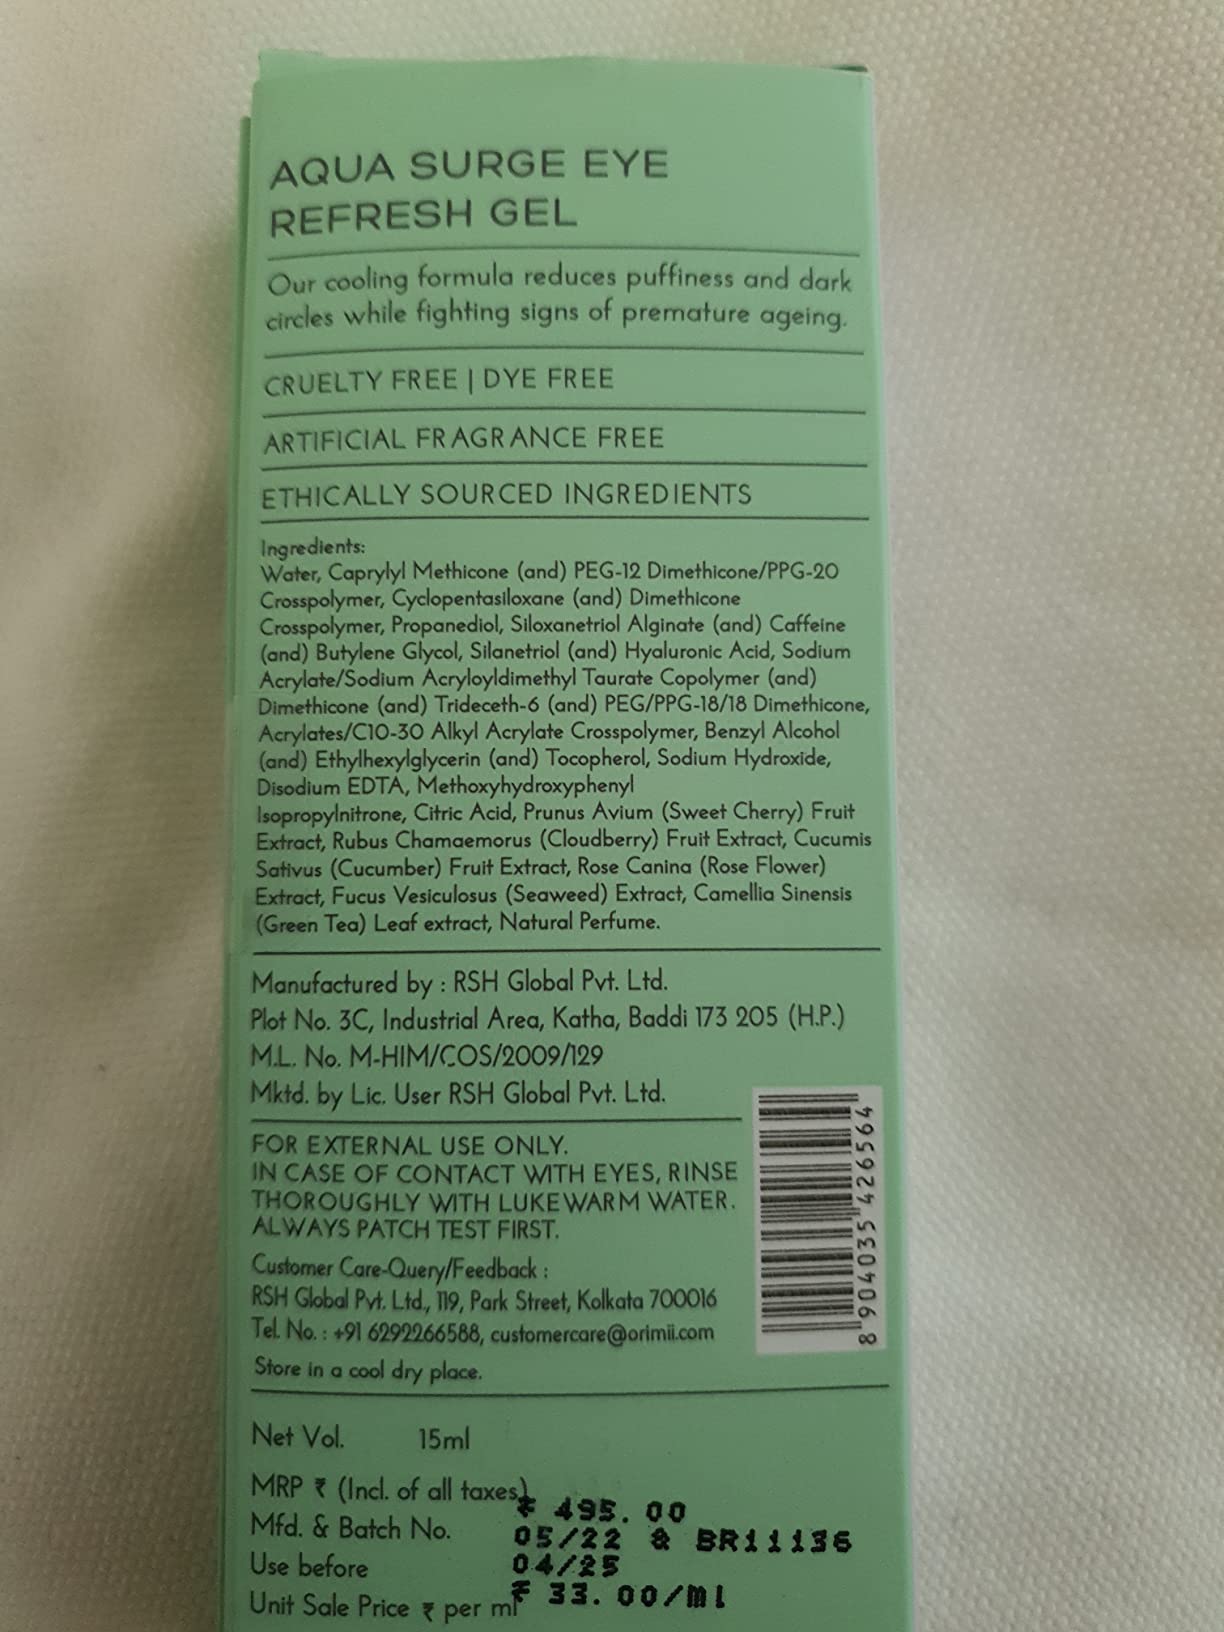 AQUA SURGE EYE
REFRESH GEL
Our cooling formula reduces puffiness and dark
circles while fighting signs of premature ageing.
CRUELTY FREE | DYE FREE
ARTIFICIAL FRAGRANCE FREE
ETHICALLY SOURCED INGREDIENTS
Ingredients:
Water, Caprylyl Methicone (and) PEG-12 Dimethicone/PPG-20
Crosspolymer, Cyclopentasiloxane (and) Dimethicone
Crosspolymer, Propanediol, Siloxanetriol Alginate (and) Caffeine
(and) Butylene Glycol, Silanetriol (and) Hyaluronic Acid, Sodium
Acrylate/Sodium Acryloyldimethyl Taurate Copolymer (and)
Dimethicone (and) Trideceth-6 (and) PEG/PPG-18/18 Dimethicone,
Acrylates/C10-30 Alkyl Acrylate Crosspolymer, Benzyl Alcohol
(and) Ethylhexylglycerin (and) Tocopherol, Sodium Hydroxide,
Disodium EDTA, Methoxyhydroxyphenyl
Isopropylnitrone, Citric Acid, Prunus Avium (Sweet Cherry) Fruit
Extract, Rubus Chamaemorus (Cloudberry) Fruit Extract, Cucumis
Sativus (Cucumber) Fruit Extract, Rose Canina (Rose Flower)
Extract, Fucus Vesiculosus (Seaweed) Extract, Camellia Sinensis
(Green Tea) Leaf extract, Natural Perfume.
Manufactured by : RSH Global Pvt. Ltd.
Plot No. 3C, Industrial Area, Katha, Baddi 173 205 (H.P.)
M.L. No. M-HIM/COS/2009/129
Mktd. by Lic. User RSH Global Pvt. Ltd.
FOR EXTERNAL USE ONLY.
IN CASE OF CONTACT WITH EYES, RINSE
THOROUGHLY WITH LUKEWARM WATER.
ALWAYS PATCH TEST FIRST.
Customer Care-Query/Feedback :
RSH Global Pvt. Ltd., 119, Park Street, Kolkata 700016
Tel. No. : +91 6292266588, customercare@orimii.com
Store in a cool dry place.
8 904035 426564
Net Vol. 15ml
MRP ₹ (Incl. of all taxes) ₹ 495.00
Mfd. & Batch No. 05/22 & BR11136
Use before 04/25
Unit Sale Price ₹ per ml ₹ 33.00/ml